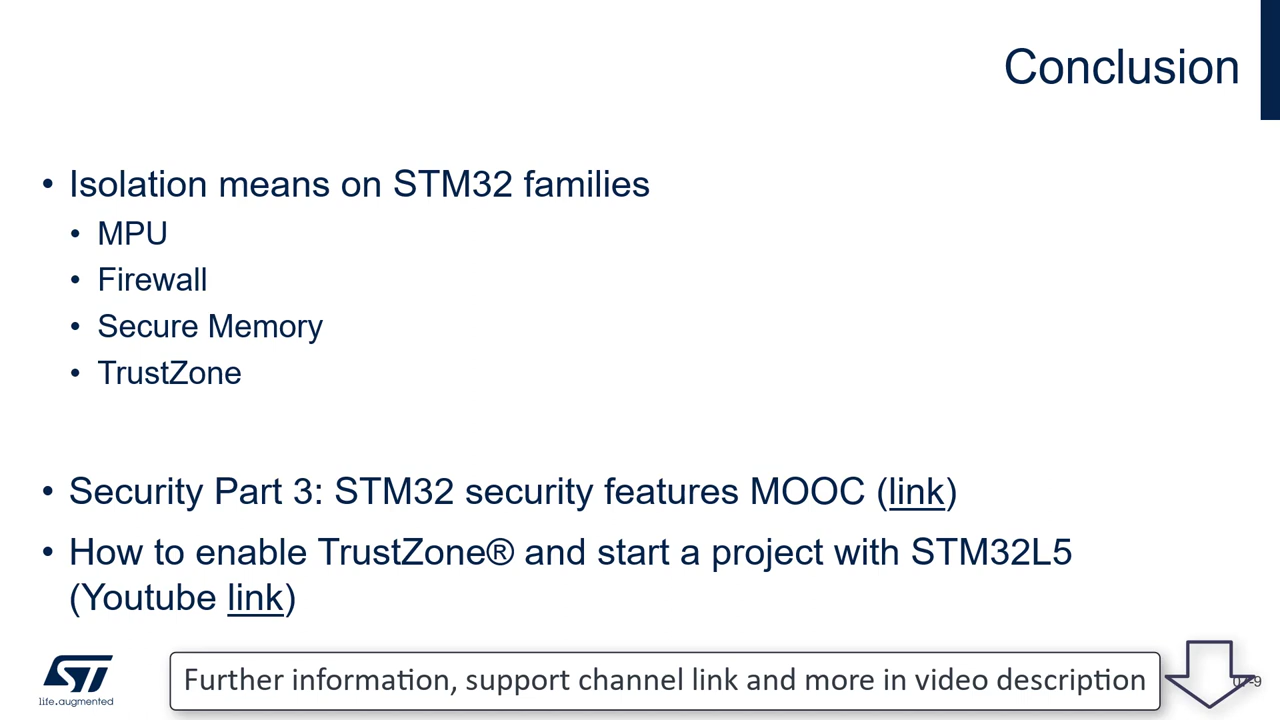 Conclusion
• Isolation means on STM32 families
• MPU
• Firewall
• Secure Memory
• TrustZone
• Security Part 3: STM32 security features MOOC (link)
• How to enable TrustZone® and start a project with STM32L5
(Youtube link)
ST
life.augmented
Further information, support channel link and more in video description